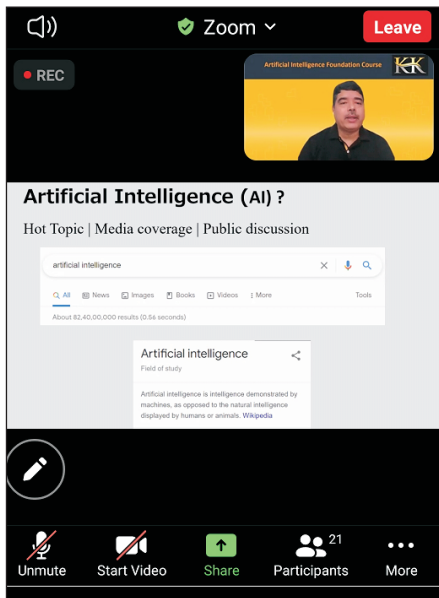 Zoom
Leave
REC
Artificial Intelligence Foundation Course
KK
Artificial Intelligence (AI) ?
Hot Topic | Media coverage | Public discussion
artificial intelligence
All News Images Books Videos More Tools
About 82,40,00,000 results (0.56 seconds)
Artificial intelligence
Field of study
Artificial intelligence is intelligence demonstrated by
machines, as opposed to the natural intelligence
displayed by humans or animals. Wikipedia
21
Unmute Start Video Share Participants More